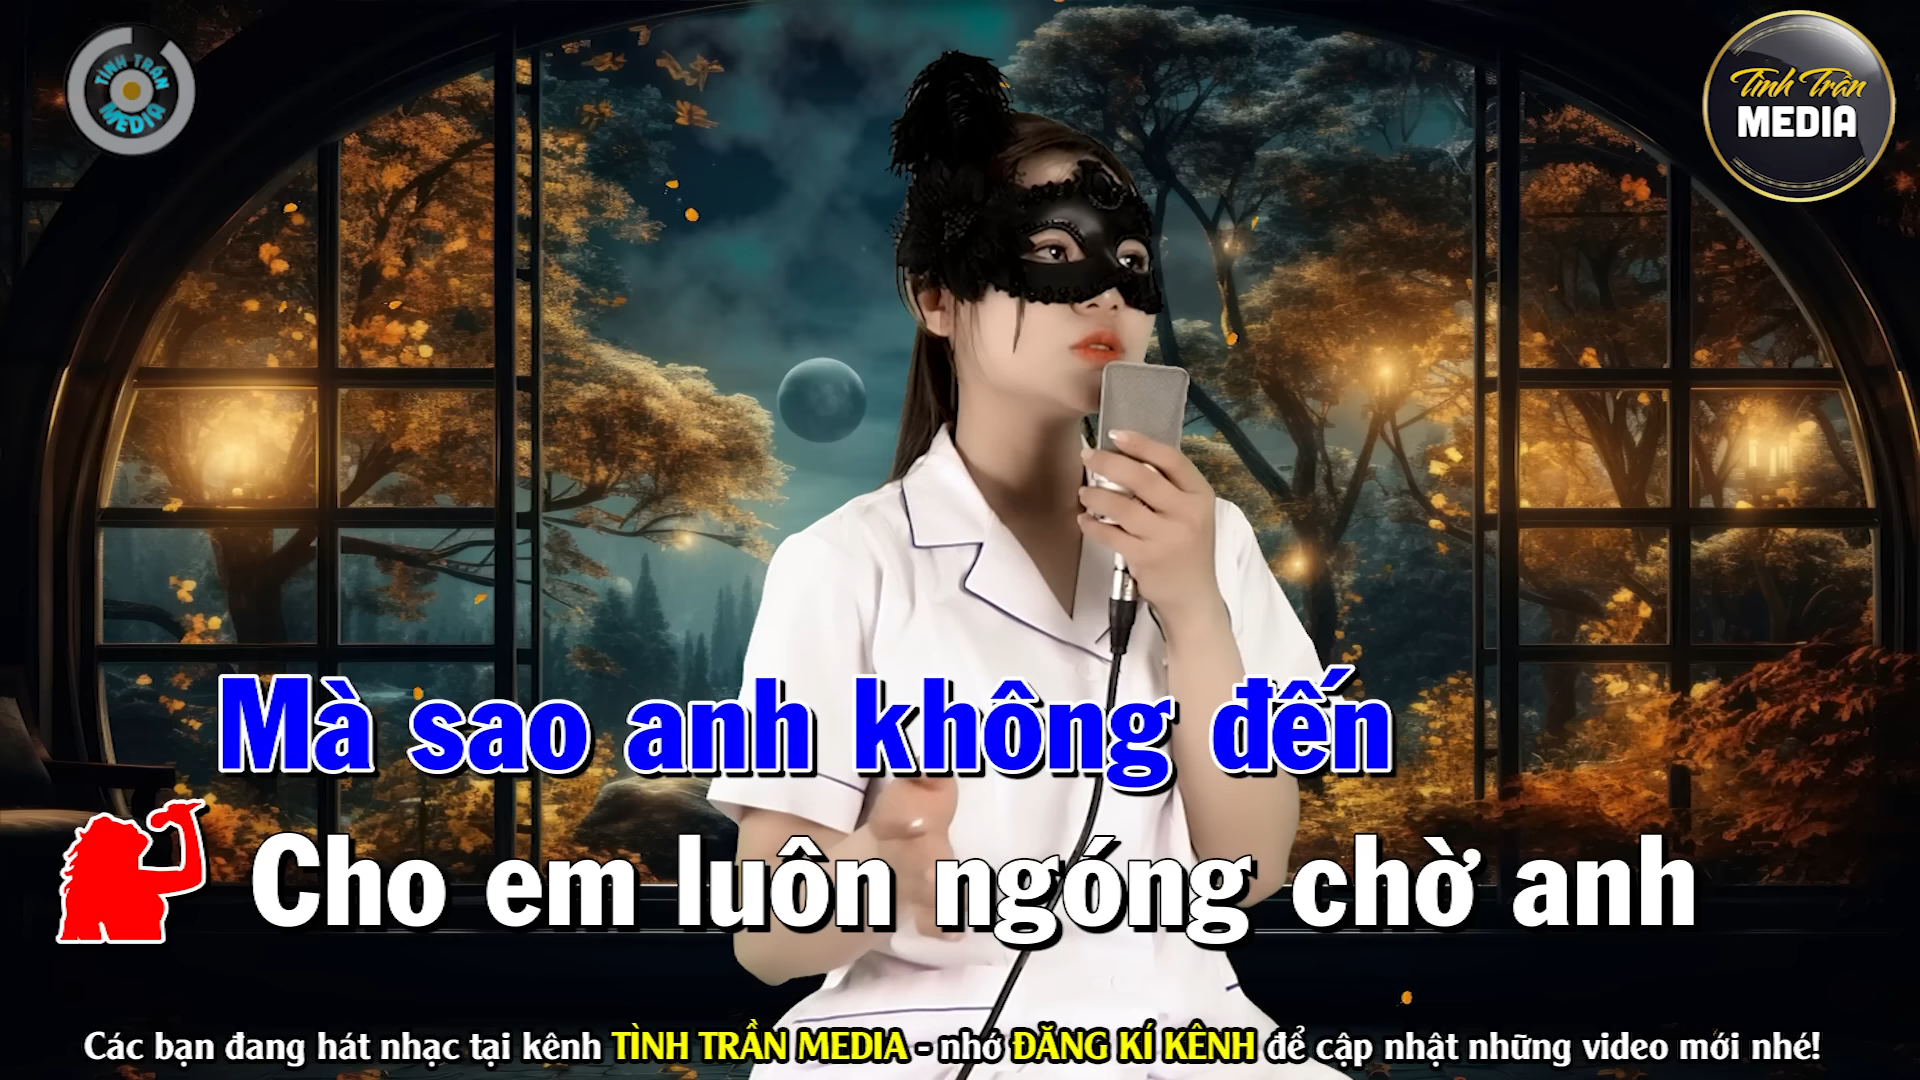 TÌNH TRẦN
MEDIA
Tình Trần
MEDIA
Mà sao anh không đến
Cho em luôn ngóng chờ anh
Các bạn đang hát nhạc tại kênh TÌNH TRẦN MEDIA - nhớ ĐĂNG KÍ KÊNH để cập nhật những video mới nhé!